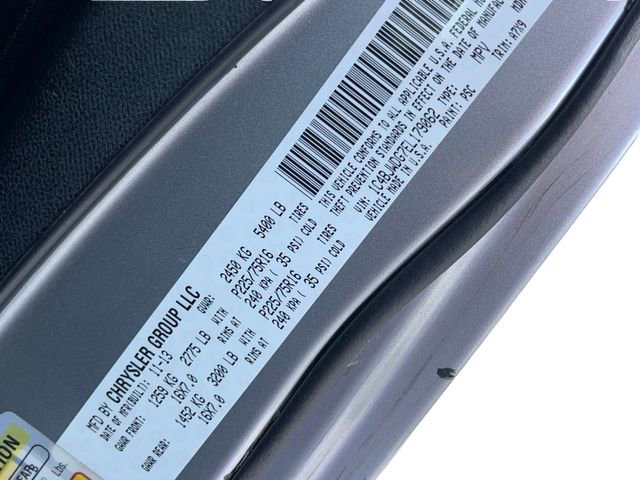 MFD BY CHRYSLER GROUP LLC
DATE OF MFR(BUILT): 11-13 GVWR: 2450 KG 5400 LB
GAWR FRONT: 1259 KG 2775 LB WITH P225/75R16 TIRES
16X7.0 RIMS AT 240 KPA ( 35 PSI) COLD
GAWR REAR: 1452 KG 3200 LB WITH P225/75R16 TIRES
16X7.0 RIMS AT 240 KPA ( 35 PSI) COLD
THIS VEHICLE CONFORMS TO ALL APPLICABLE U.S.A. FEDERAL
THEFT PREVENTION STANDARDS IN EFFECT ON THE DATE OF MANUFAC
VIN: 1C4BJWDG7EL179062 TYPE: MPV
MADE IN U.S.A. PAINT: PSC TRIM: A7X9
Lbs.